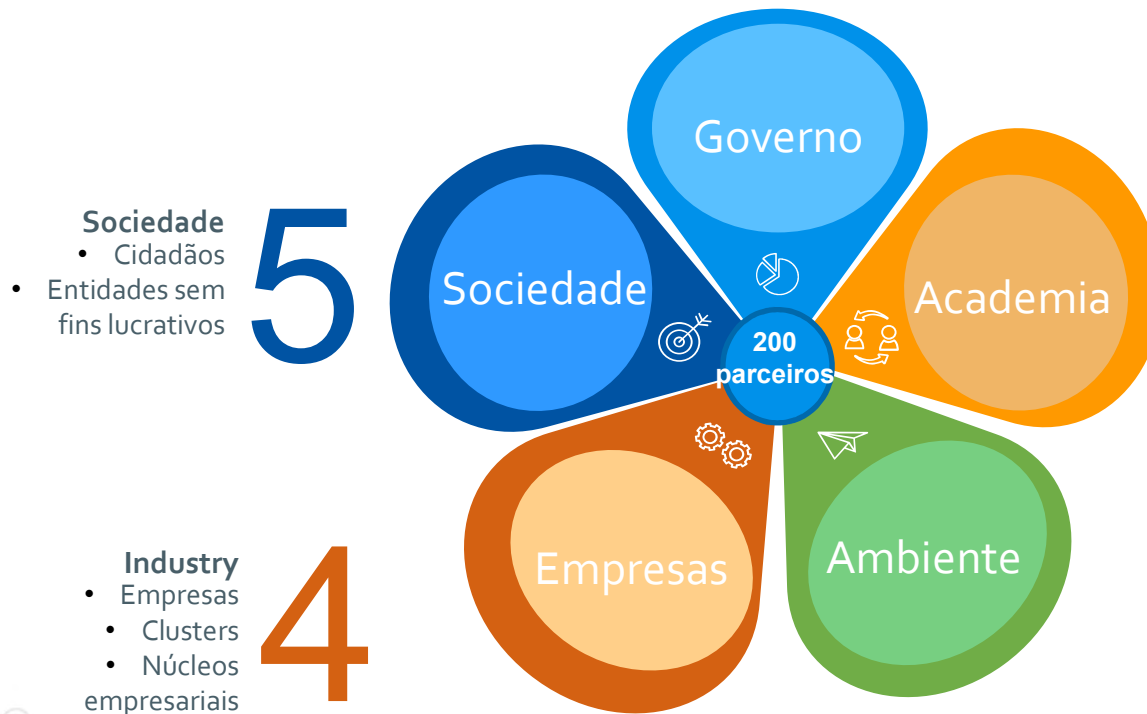 Governo
Sociedade
Academia
200
parceiros
Empresas
Ambiente
Sociedade
• Cidadãos
• Entidades sem
fins lucrativos
5
Industry
• Empresas
• Clusters
• Núcleos
empresariais
4